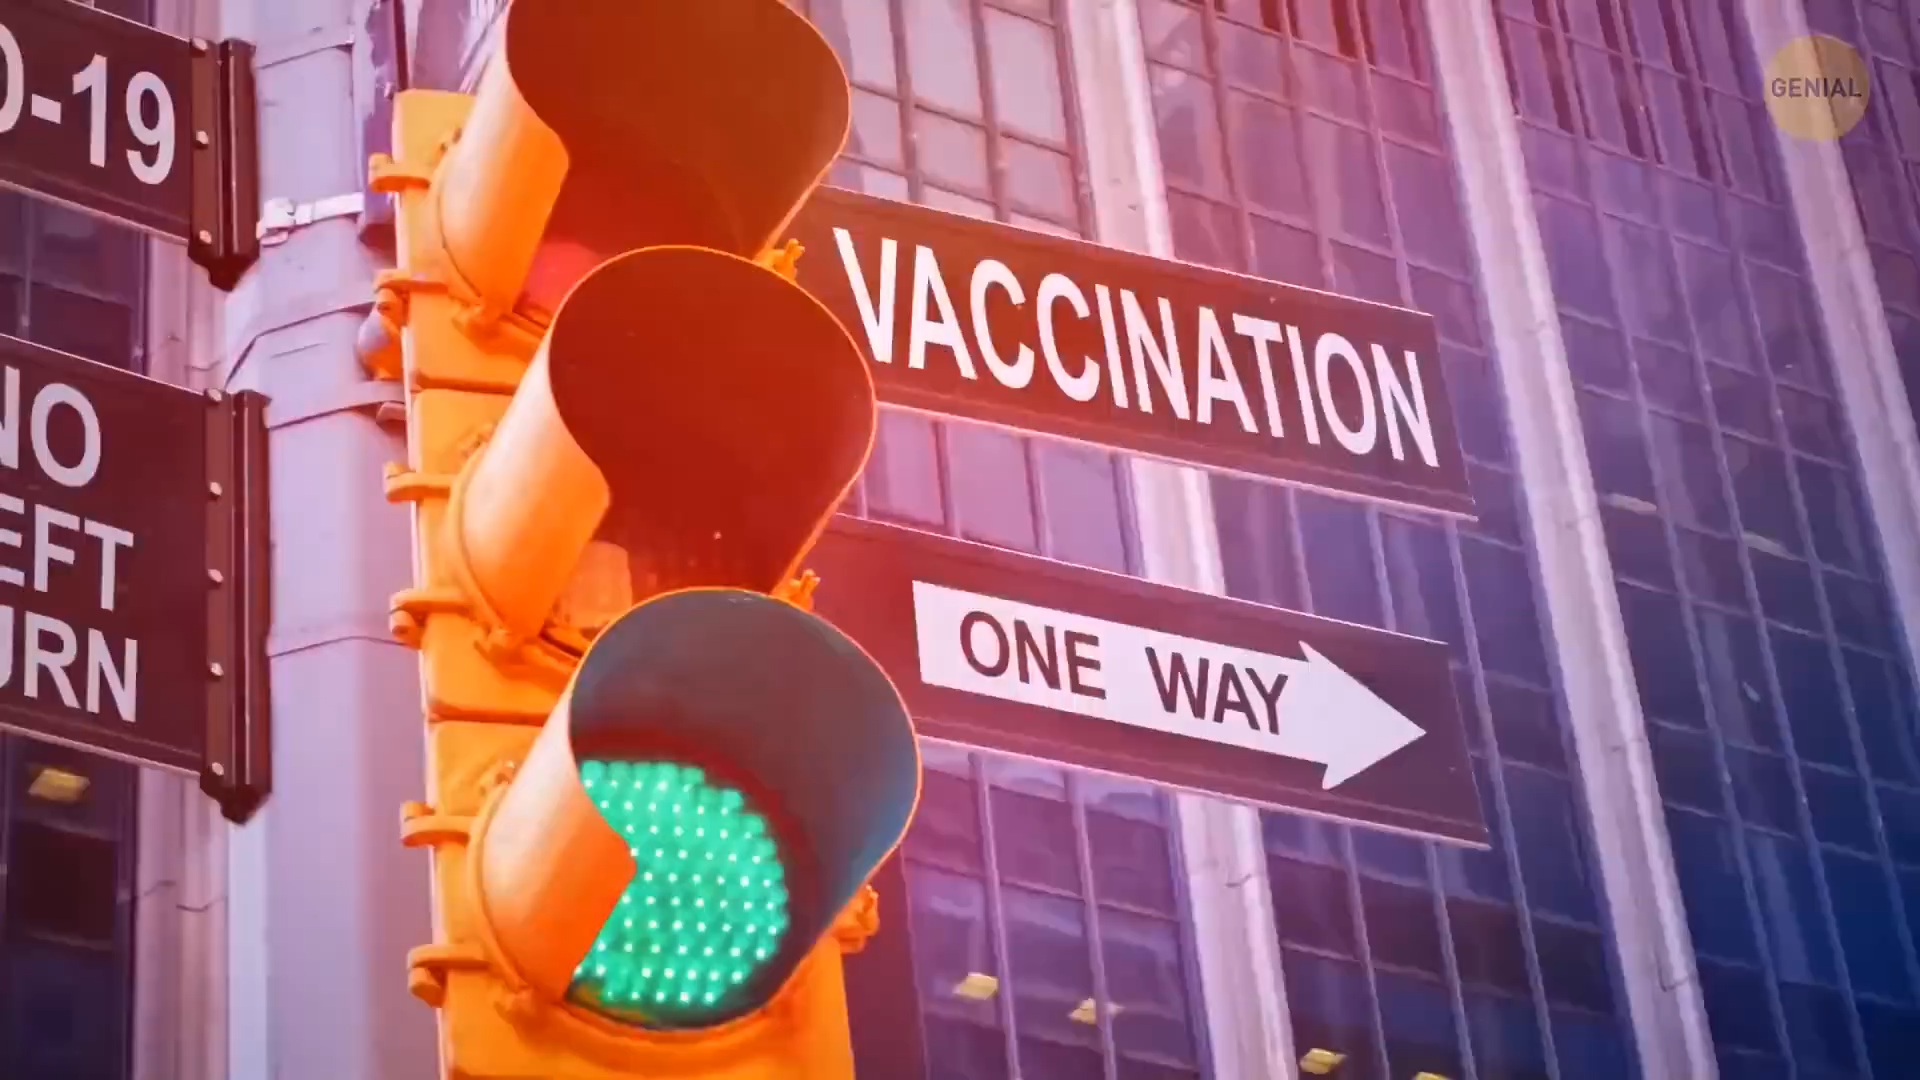 D-19
VACCINATION
NO
EFT
URN
ONE WAY
GENIAL